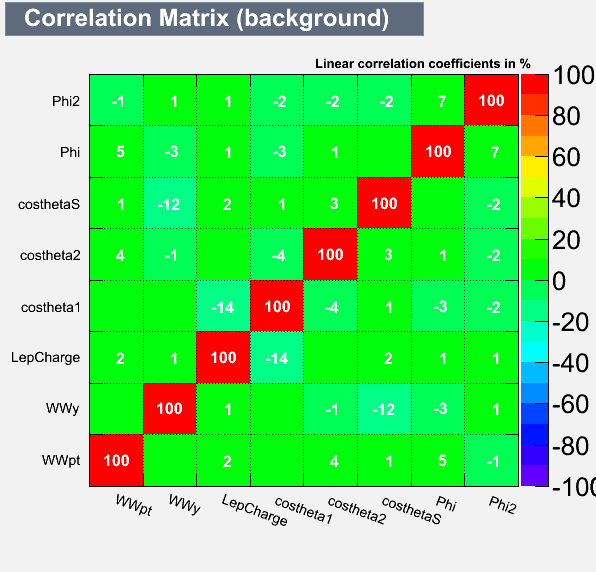 Correlation Matrix (background)
Linear correlation coefficients in %
Phi2 -1 1 1 -2 -2 -2 7 100
Phi 5 -3 1 -3 1 100 7
costhetaS 1 -12 2 1 3 100 -2
costheta2 4 -1 -4 100 3 1 -2
costheta1 -14 100 -4 1 -3 -2
LepCharge 2 1 100 -14 2 1 1
WWy 100 1 -1 -12 -3 1
WWpt 100 2 4 1 5 -1
WWpt WWy LepCharge costheta1 costheta2 costhetaS Phi Phi2
100
80
60
40
20
0
-20
-40
-60
-80
-100